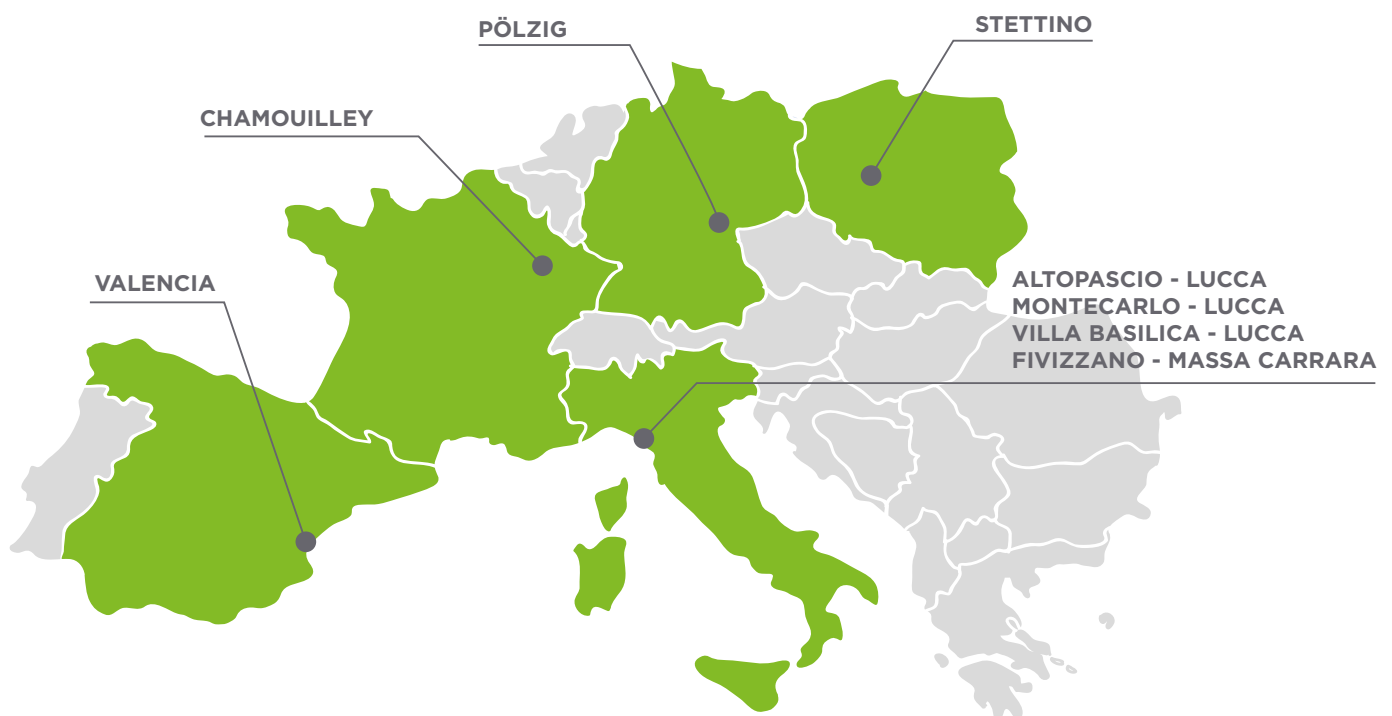 PÖLZIG
STETTINO
CHAMOUILLEY
VALENCIA
ALTOPASCIO - LUCCA
MONTECARLO - LUCCA
VILLA BASILICA - LUCCA
FIVIZZANO - MASSA CARRARA